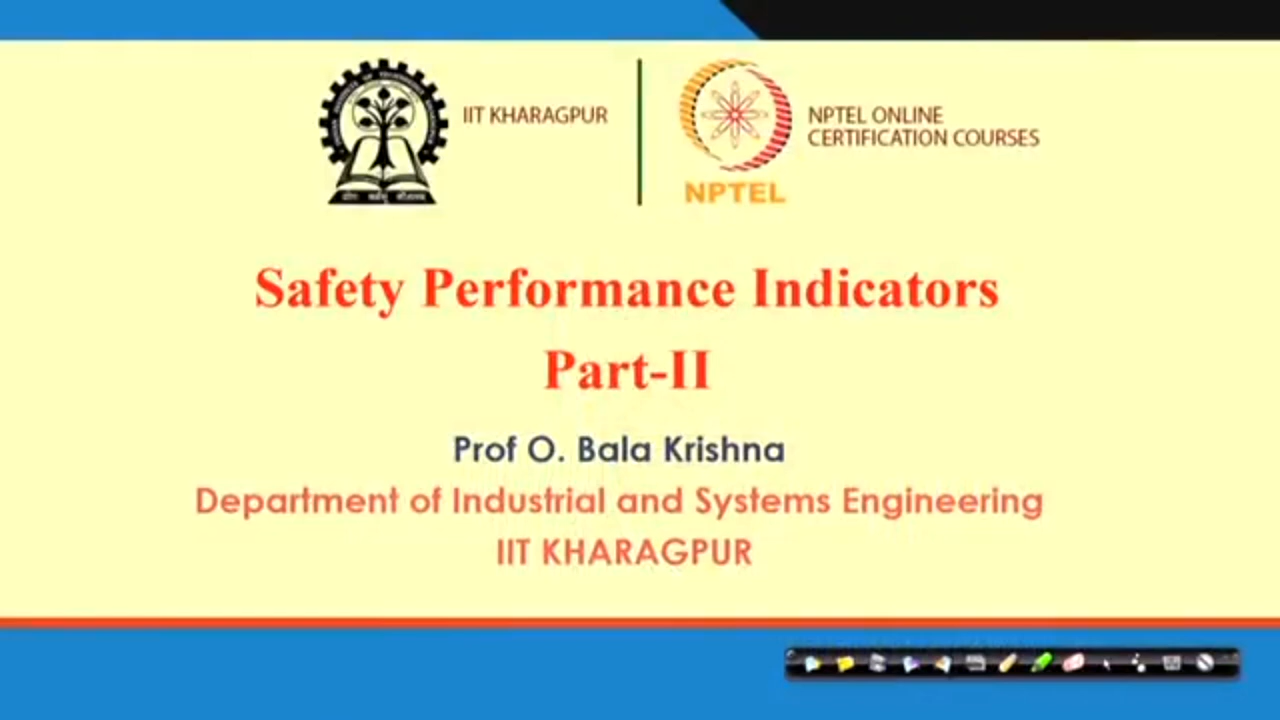 IIT KHARAGPUR
NPTEL ONLINE
CERTIFICATION COURSES
NPTEL
Safety Performance Indicators
Part-II
Prof O. Bala Krishna
Department of Industrial and Systems Engineering
IIT KHARAGPUR